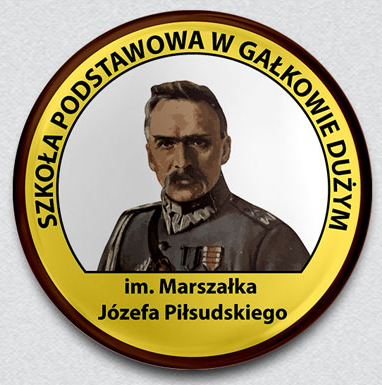 SZKOŁA PODSTAWOWA W GAŁKOWIE DUŻYM
im. Marszałka
Józefa Piłsudskiego